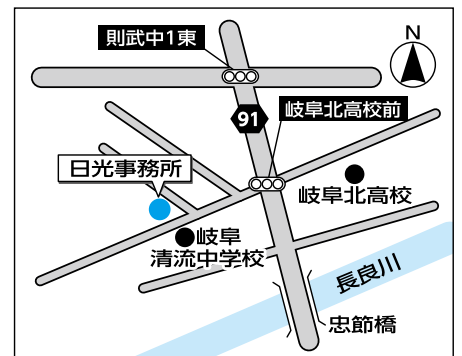 則武中1東
N
91
岐阜北高校前
日光事務所
岐阜北高校
岐阜
清流中学校
長良川
忠節橋